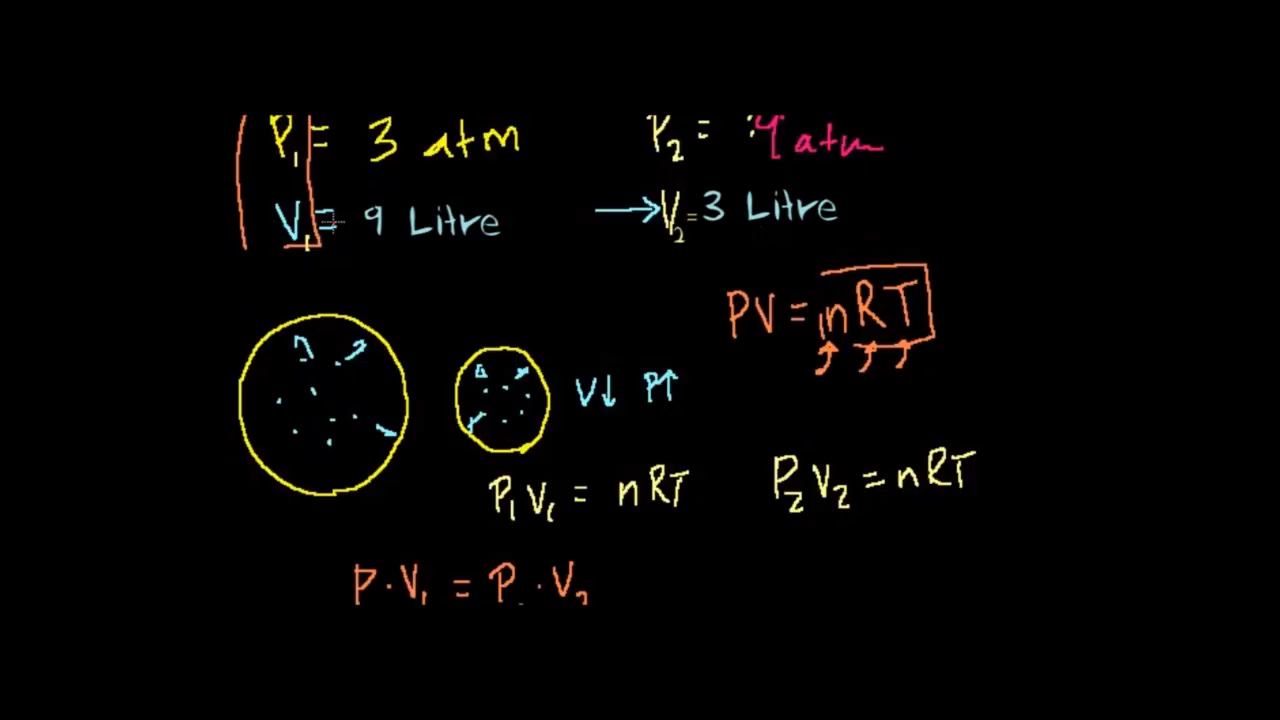 P₁ = 3 atm P₂ = 9 atm
V₁ = 9 Litre → V₂ = 3 Litre
PV = nRT
V↓ P↑
P₁V₁ = nRT P₂V₂ = nRT
P · V₁ = P · V₂